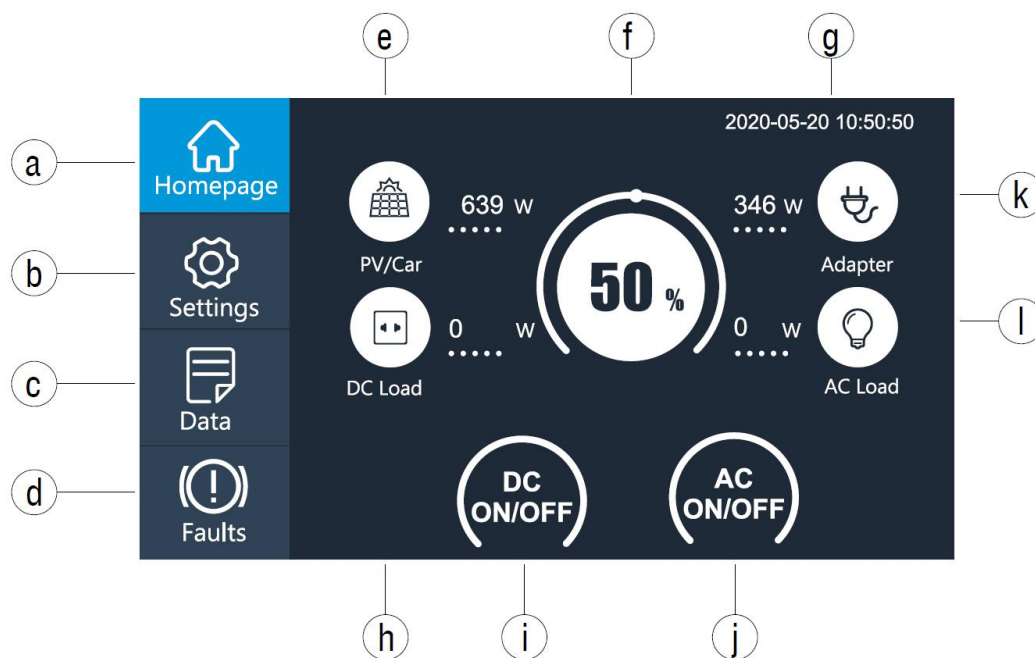 e
f
g
a
b
c
d
Homepage
Settings
Data
Faults
2020-05-20 10:50:50
639 W
PV/Car
0 W
DC Load
50 %
346 W
Adapter
0 W
AC Load
DC
ON/OFF
AC
ON/OFF
k
l
h
i
j